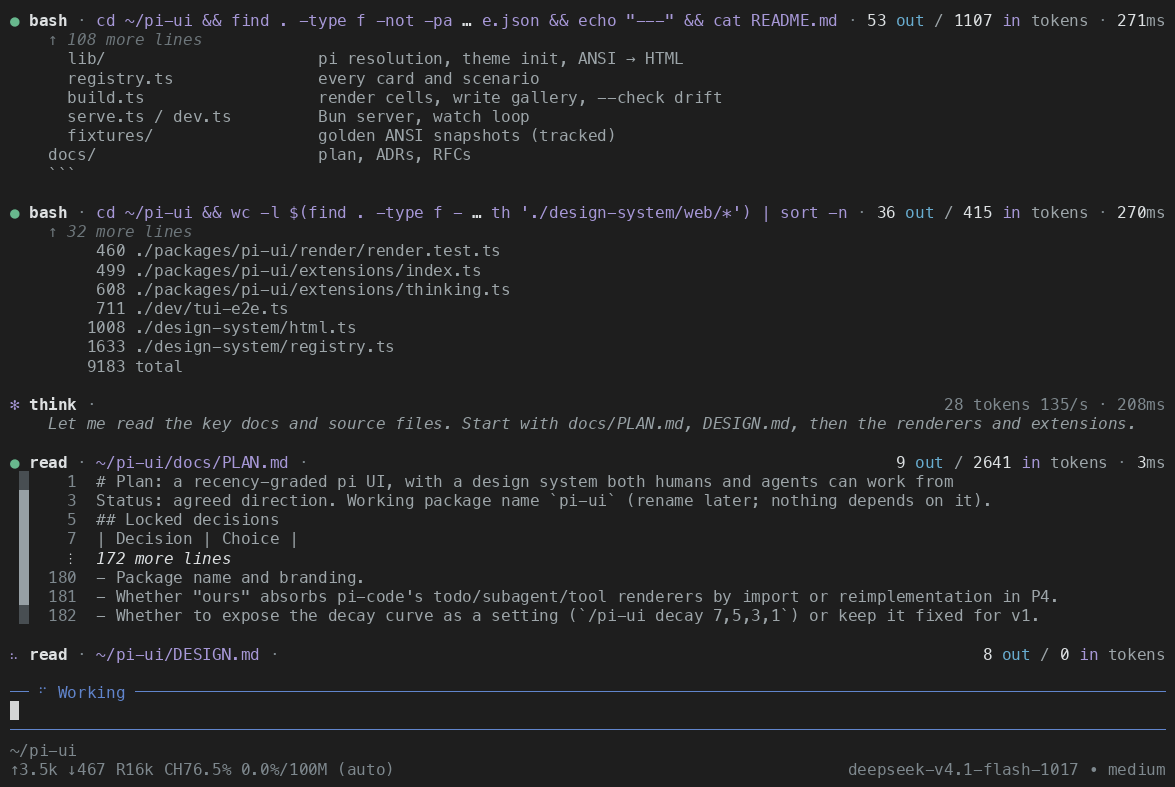 ● bash · cd ~/pi-ui && find . -type f -not -pa … e.json && echo "---" && cat README.md · 53 out / 1107 in tokens · 271ms
↑ 108 more lines
lib/ pi resolution, theme init, ANSI → HTML
registry.ts every card and scenario
build.ts render cells, write gallery, --check drift
serve.ts / dev.ts Bun server, watch loop
fixtures/ golden ANSI snapshots (tracked)
docs/ plan, ADRs, RFCs
```
● bash · cd ~/pi-ui && wc -l $(find . -type f - … th './design-system/web/*') | sort -n · 36 out / 415 in tokens · 270ms
↑ 32 more lines
460 ./packages/pi-ui/render/render.test.ts
499 ./packages/pi-ui/extensions/index.ts
608 ./packages/pi-ui/extensions/thinking.ts
711 ./dev/tui-e2e.ts
1008 ./design-system/html.ts
1633 ./design-system/registry.ts
9183 total
✻ think · 28 tokens 135/s · 208ms
Let me read the key docs and source files. Start with docs/PLAN.md, DESIGN.md, then the renderers and extensions.
● read · ~/pi-ui/docs/PLAN.md · 9 out / 2641 in tokens · 3ms
1 # Plan: a recency-graded pi UI, with a design system both humans and agents can work from
3 Status: agreed direction. Working package name `pi-ui` (rename later; nothing depends on it).
5 ## Locked decisions
7 | Decision | Choice |
⋮ 172 more lines
180 - Package name and branding.
181 - Whether "ours" absorbs pi-code's todo/subagent/tool renderers by import or reimplementation in P4.
182 - Whether to expose the decay curve as a setting (`/pi-ui decay 7,5,3,1`) or keep it fixed for v1.
read · ~/pi-ui/DESIGN.md · 8 out / 0 in tokens
Working
~/pi-ui
↑3.5k ↓467 R16k CH76.5% 0.0%/100M (auto) deepseek-v4.1-flash-1017 • medium